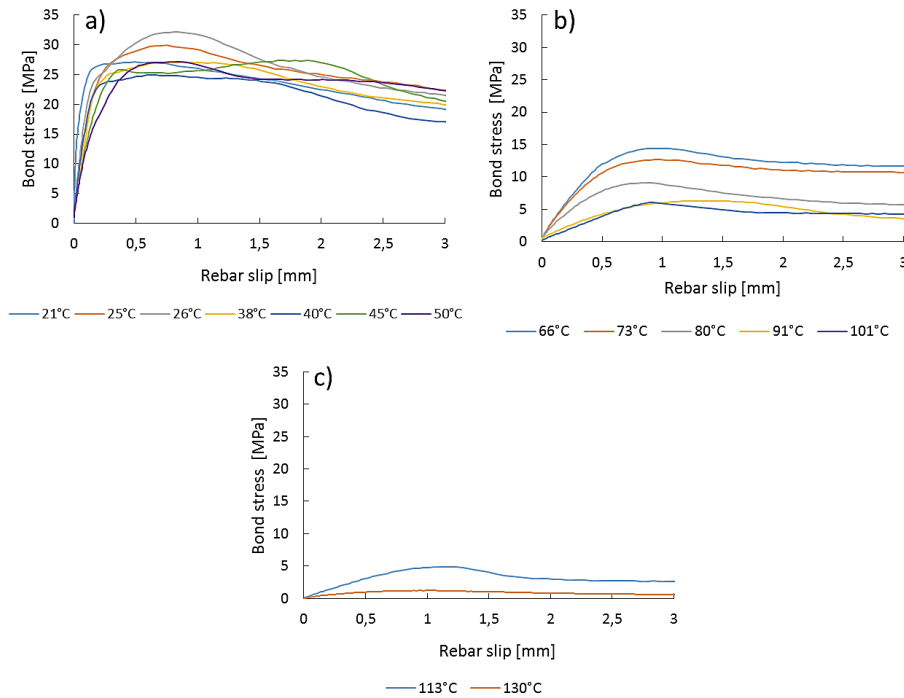 a)
35
30
25
20
15
10
5
0
Bond stress [MPa]
0 0,5 1 1,5 2 2,5 3
Rebar slip [mm]
21°C 25°C 26°C 38°C 40°C 45°C 50°C
b)
35
30
25
20
15
10
5
0
Bond stress [MPa]
0 0,5 1 1,5 2 2,5 3
Rebar slip [mm]
66°C 73°C 80°C 91°C 101°C
c)
35
30
25
20
15
10
5
0
Bond stress [MPa]
0 0,5 1 1,5 2 2,5 3
Rebar slip [mm]
113°C 130°C